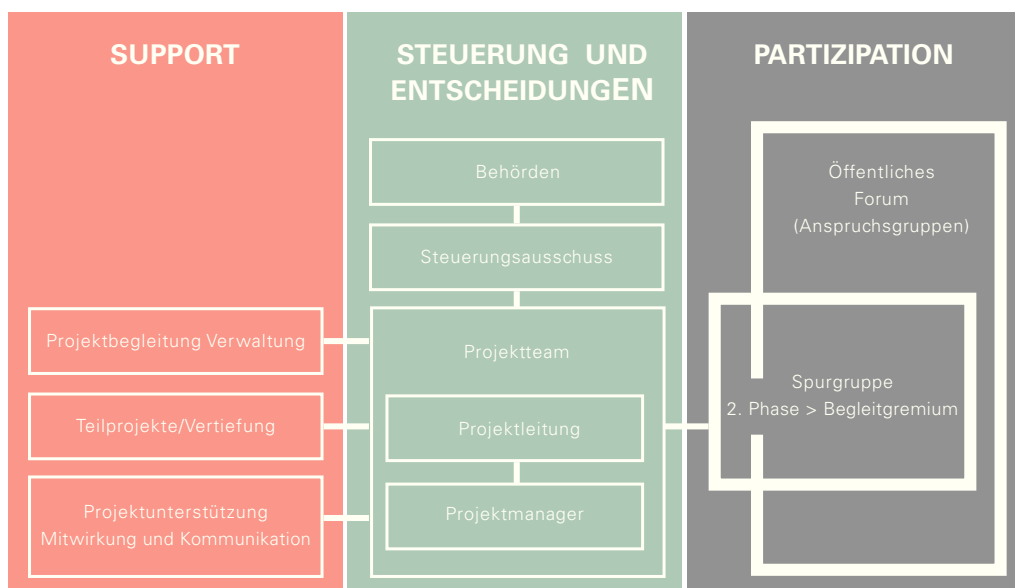 SUPPORT
Projektbegleitung Verwaltung
Teilprojekte/Vertiefung
Projektunterstützung
Mitwirkung und Kommunikation
STEUERUNG UND
ENTSCHEIDUNGEN
Behörden
Steuerungsausschuss
Projektteam
Projektleitung
Projektmanager
PARTIZIPATION
Öffentliches
Forum
(Anspruchsgruppen)
Spurgruppe
2. Phase > Begleitgremium